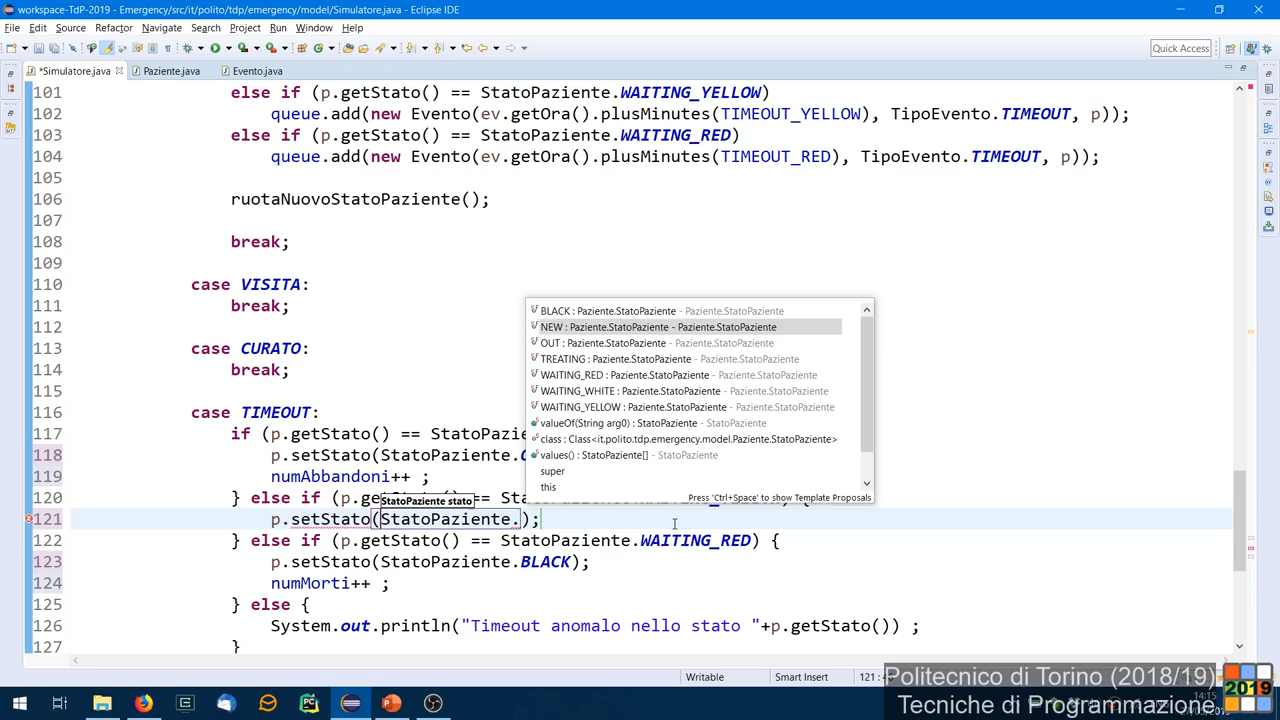 workspace-TdP-2019 - Emergency/src/it/polito/tdp/emergency/model/Simulatore.java - Eclipse IDE
File Edit Source Refactor Navigate Search Project Run Window Help
Quick Access
*Simulatore.java Paziente.java Evento.java
101 else if (p.getStato() == StatoPaziente.WAITING_YELLOW)
102 queue.add(new Evento(ev.getOra().plusMinutes(TIMEOUT_YELLOW), TipoEvento.TIMEOUT, p));
103 else if (p.getStato() == StatoPaziente.WAITING_RED)
104 queue.add(new Evento(ev.getOra().plusMinutes(TIMEOUT_RED), TipoEvento.TIMEOUT, p));
105
106 ruotaNuovoStatoPaziente();
107
108 break;
109
110 case VISITA:
111 break;
112
113 case CURATO:
114 break;
115
116 case TIMEOUT:
117 if (p.getStato() == StatoPazie
118 p.setStato(StatoPaziente.
119 numAbbandoni++ ;
120 } else if (p.ge
121 p.setStato(StatoPaziente.);
122 } else if (p.getStato() == StatoPaziente.WAITING_RED) {
123 p.setStato(StatoPaziente.BLACK);
124 numMorti++ ;
125 } else {
126 System.out.println("Timeout anomalo nello stato "+p.getStato()) ;
127 }
StatoPaziente stato
BLACK : Paziente.StatoPaziente - Paziente.StatoPaziente
NEW : Paziente.StatoPaziente - Paziente.StatoPaziente
OUT : Paziente.StatoPaziente - Paziente.StatoPaziente
TREATING : Paziente.StatoPaziente - Paziente.StatoPaziente
WAITING_RED : Paziente.StatoPaziente - Paziente.StatoPaziente
WAITING_WHITE : Paziente.StatoPaziente - Paziente.StatoPaziente
WAITING_YELLOW : Paziente.StatoPaziente - Paziente.StatoPaziente
valueOf(String arg0) : StatoPaziente - StatoPaziente
class : Class<it.polito.tdp.emergency.model.Paziente.StatoPaziente>
values() : StatoPaziente[] - StatoPaziente
super
this
Press 'Ctrl+Space' to show Template Proposals
Writable Smart Insert
Politecnico di Torino (2018/19)
Tecniche di Programmazione
2019
14:15